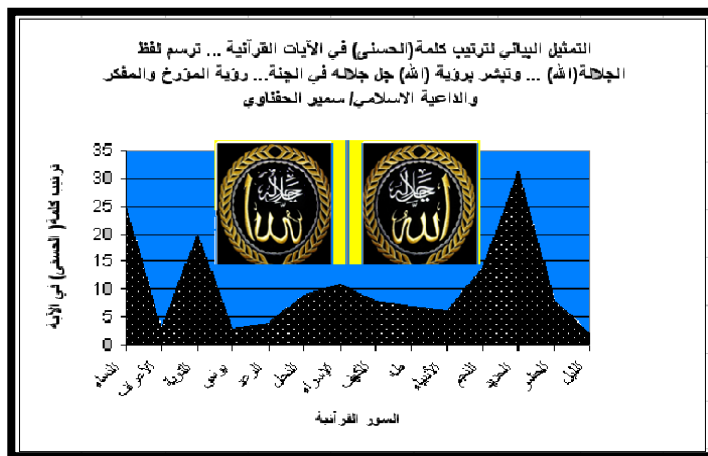 التمثيل البياني لترتيب كلمة(الحسنى) في الآيات القرآنية ... ترسم لفظ
الجلالة(الله) ... وتبشر برؤية (الله) جل جلاله في الجنة... رؤية المؤرخ والمفكر
والداعية الاسلامي/ سمير الحفناوي
ترتيب كلمة( الحسنى) في الآية
35
30
25
20
15
10
5
0
الله
جل جلاله
النساء
الأعراف
التوبة
يونس
الرعد
النحل
الإسراء
الكهف
طه
الأنبياء
النجم
الحديد
الحشر
الليل
السور القرآنية